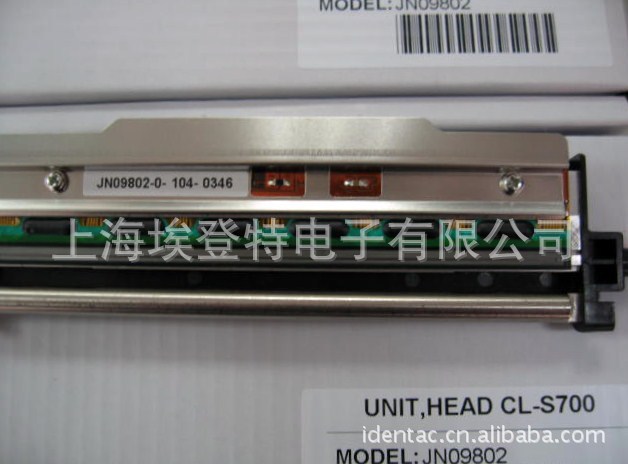 MODEL: JN09802
JN09802-0- 104- 0346
上海埃登特电子有限公司
UNIT,HEAD CL-S700
identac.cn.alibaba.com
MODEL: JN09802